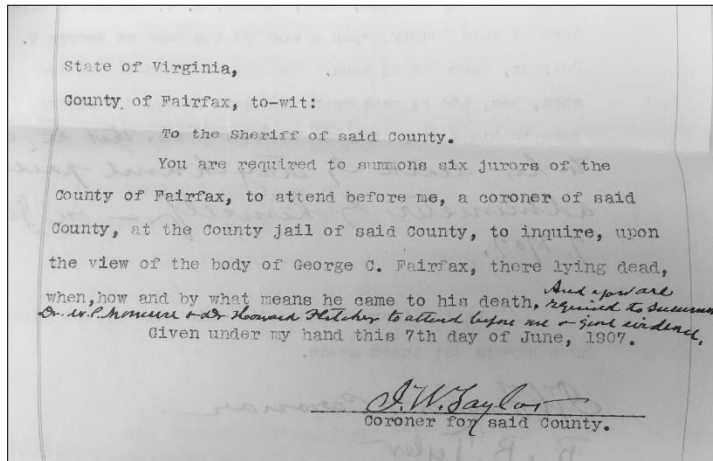 State of Virginia,
County of Fairfax, to-wit:
To the Sheriff of said County.
You are required to summons six jurors of the
County of Fairfax, to attend before me, a coroner of said
County, at the County jail of said County, to inquire, upon
the view of the body of George C. Fairfax, there lying dead,
when, how and by what means he came to his death, And you are
required to summon
Dr. W.P. Moncure & Dr Howard Fletcher to attend before me & give evidence.
Given under my hand this 7th day of June, 1907.
Coroner for said County.